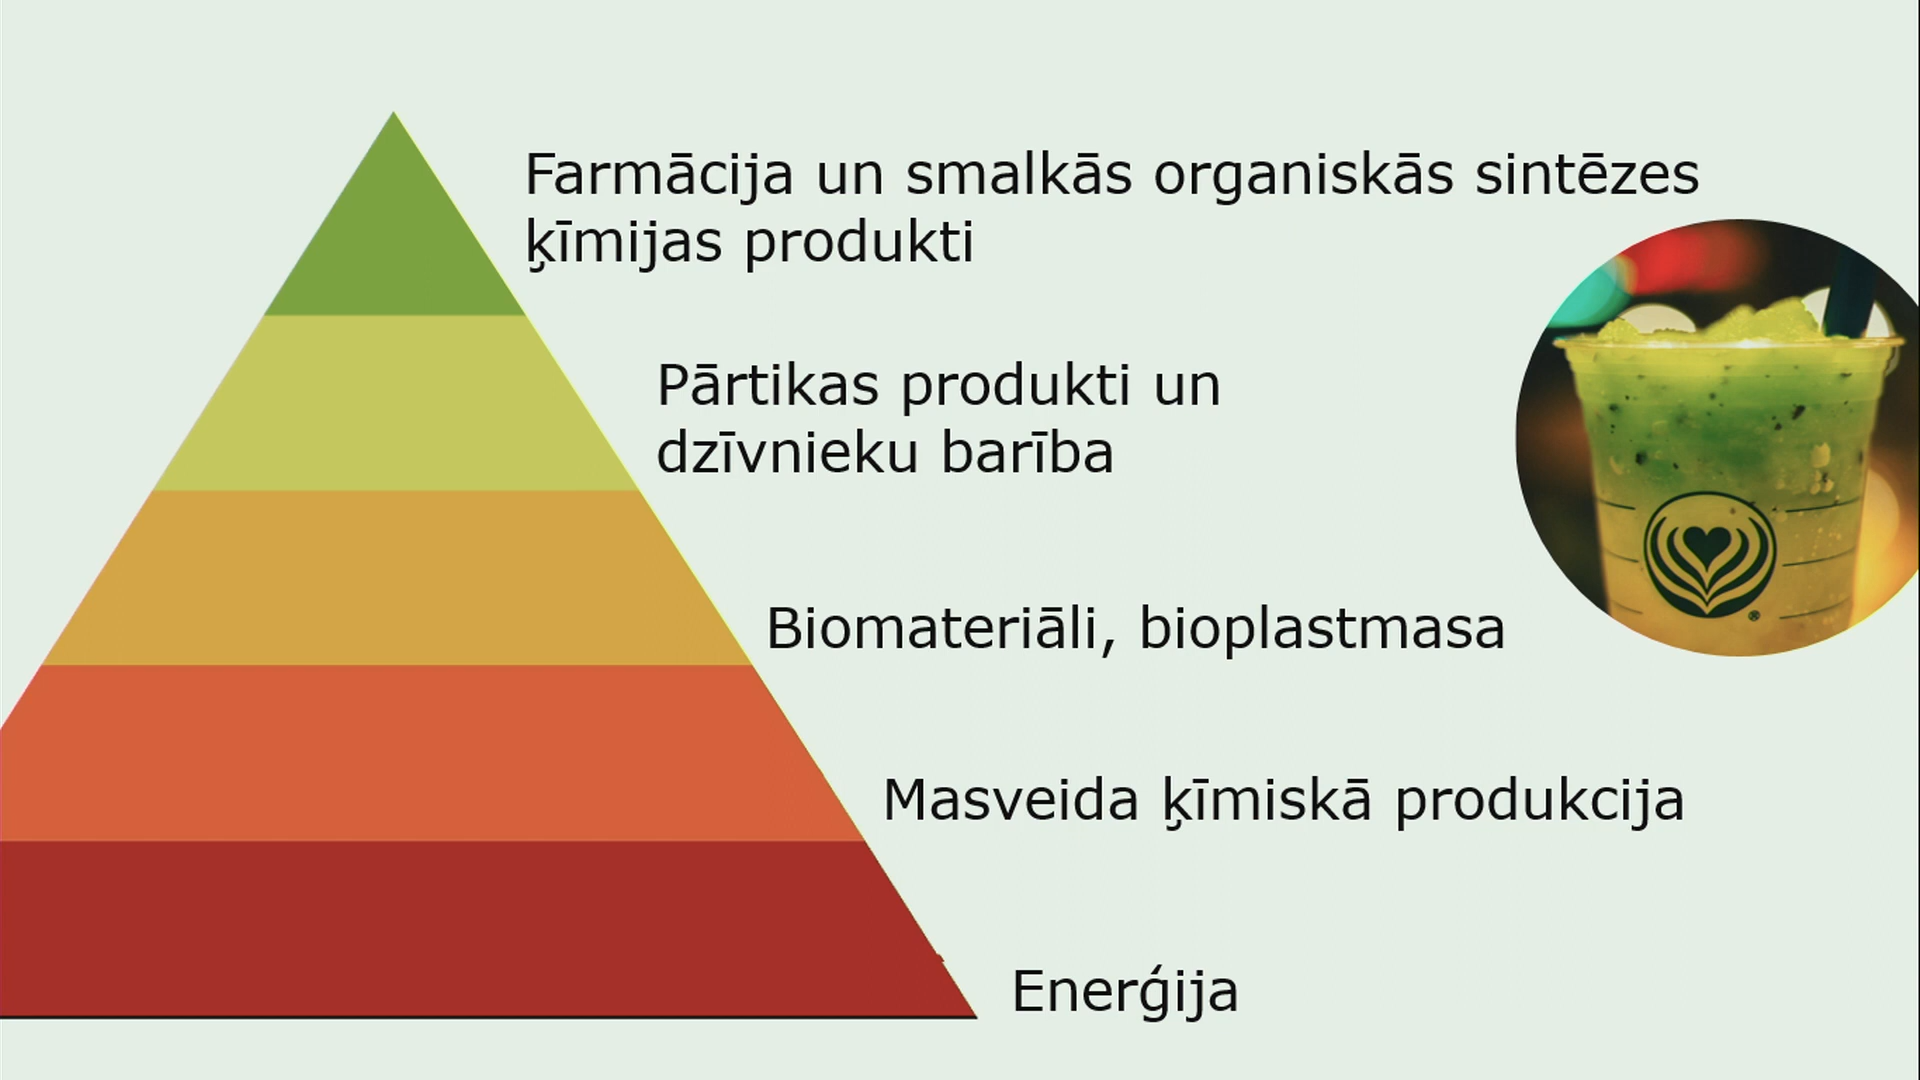 Farmācija un smalkās organiskās sintēzes
ķīmijas produkti
Pārtikas produkti un
dzīvnieku barība
Biomateriāli, bioplastmasa
Masveida ķīmiskā produkcija
Enerģija